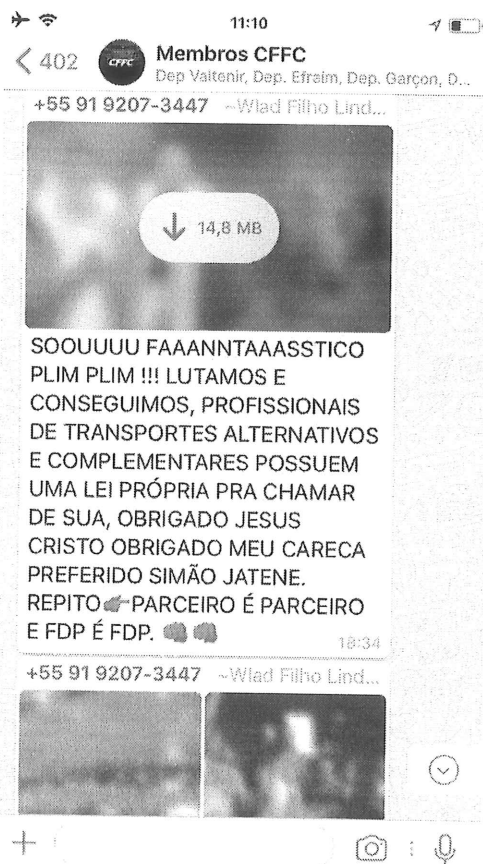 11:10
402
CFFC
Membros CFFC
Dep Valtenir, Dep. Efraim, Dep. Garçon, D...
+55 91 9207-3447 ~Wlad Filho Lind...
14,8 MB
SOOUUUU FAAANNTAAASSTICO
PLIM PLIM !!! LUTAMOS E
CONSEGUIMOS, PROFISSIONAIS
DE TRANSPORTES ALTERNATIVOS
E COMPLEMENTARES POSSUEM
UMA LEI PRÓPRIA PRA CHAMAR
DE SUA, OBRIGADO JESUS
CRISTO OBRIGADO MEU CARECA
PREFERIDO SIMÃO JATENE.
REPITO👉PARCEIRO É PARCEIRO
E FDP É FDP. 👊👊
18:34
+55 91 9207-3447 ~Wlad Filho Lind...